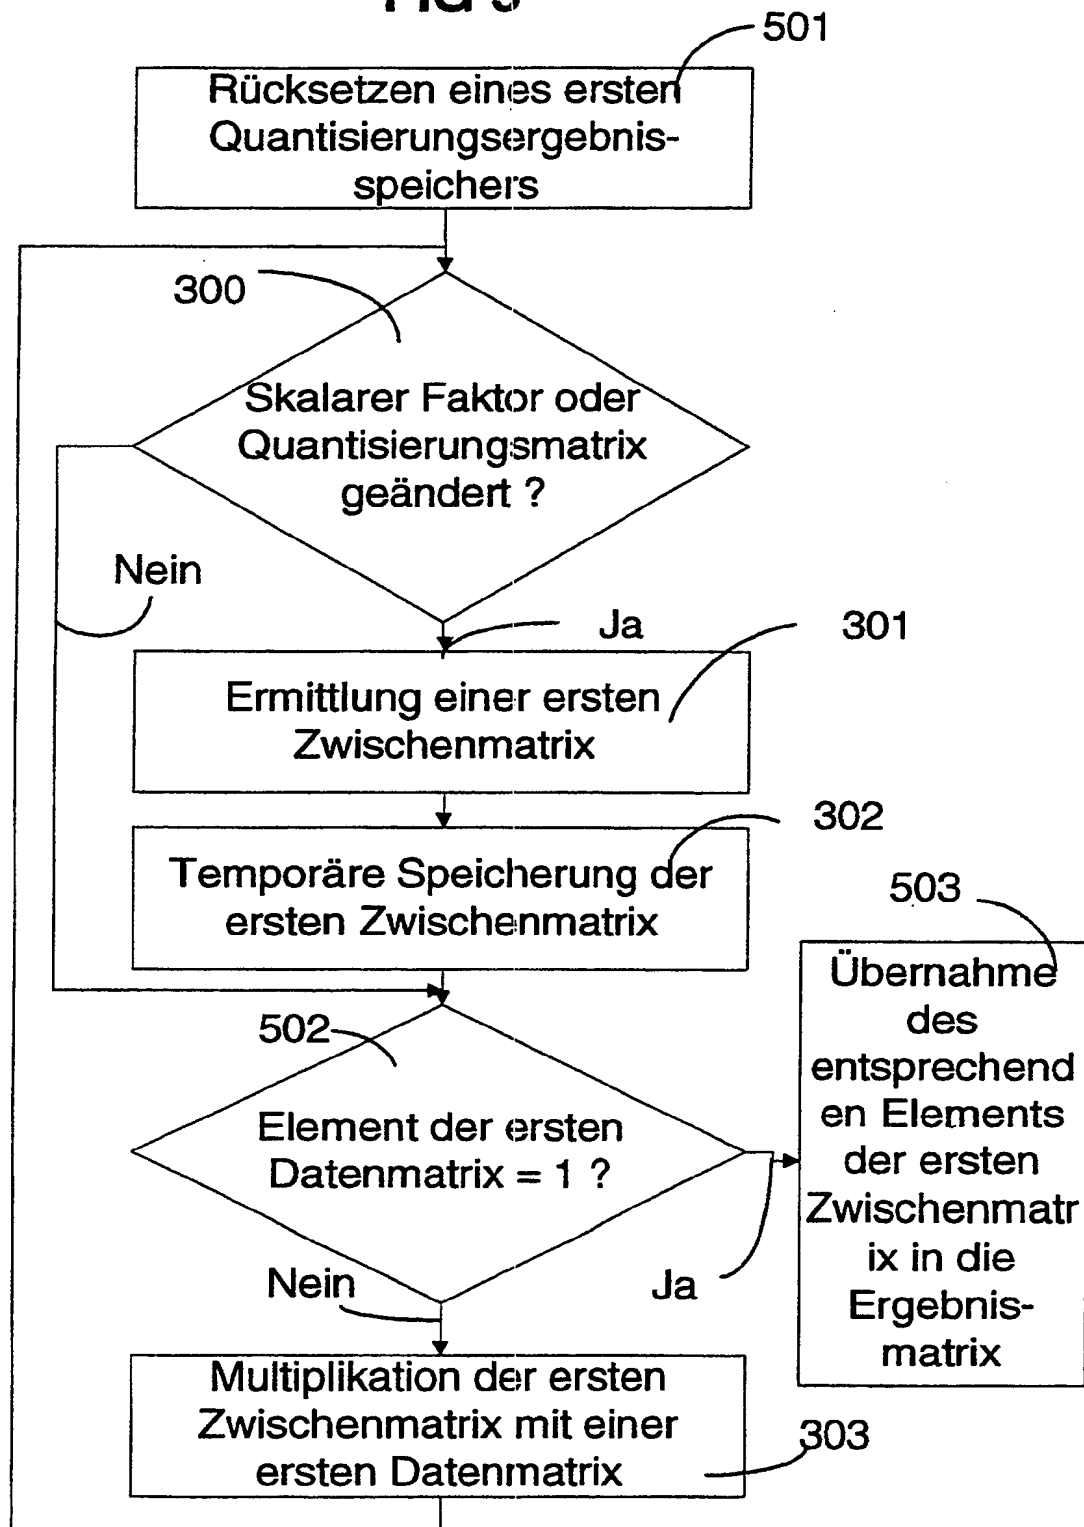 501
Rücksetzen eines ersten
Quantisierungsergebnis-
speichers
300
Skalarer Faktor oder
Quantisierungsmatrix
geändert ?
Nein
Ja
301
Ermittlung einer ersten
Zwischenmatrix
302
Temporäre Speicherung der
ersten Zwischenmatrix
503
Übernahme
des
entsprechend
en Elements
der ersten
Zwischenmatr
ix in die
Ergebnis-
matrix
502
Element der ersten
Datenmatrix = 1 ?
Nein
Ja
Multiplikation der ersten
Zwischenmatrix mit einer
ersten Datenmatrix
303